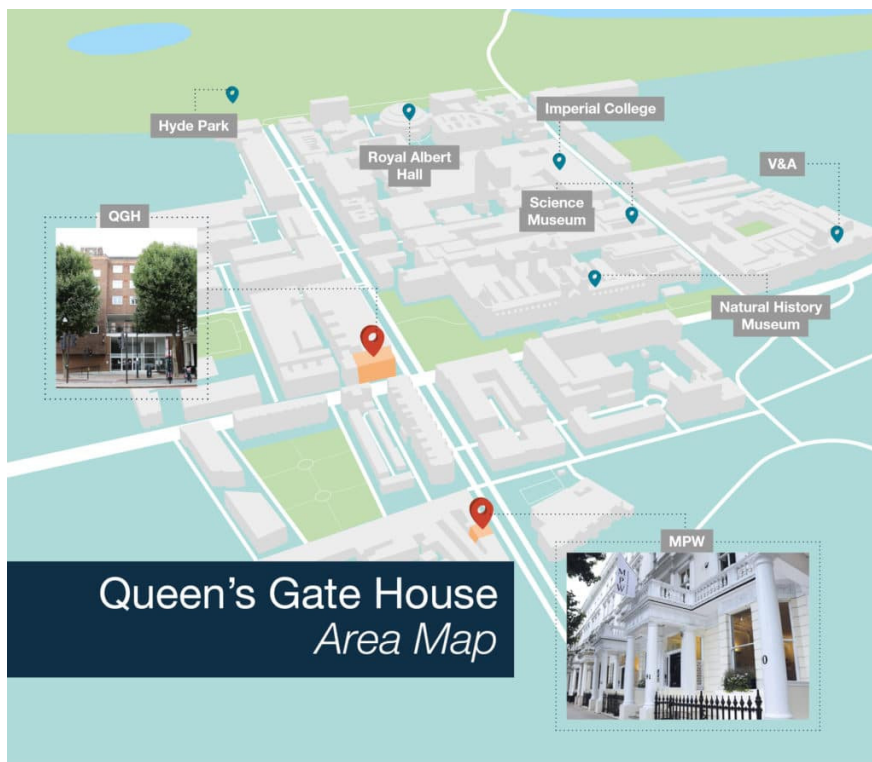 Hyde Park
Royal Albert
Hall
Imperial College
V&A
Science
Museum
QGH
Natural History
Museum
MPW
Queen's Gate House
Area Map
M
P
W